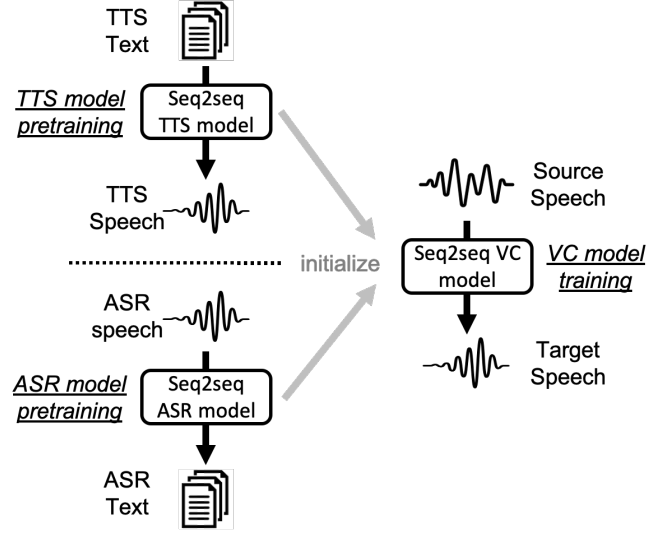 TTS
Text
TTS model
pretraining
Seq2seq
TTS model
TTS
Speech
initialize
ASR
speech
ASR model
pretraining
Seq2seq
ASR model
ASR
Text
Source
Speech
Seq2seq VC
model
VC model
training
Target
Speech